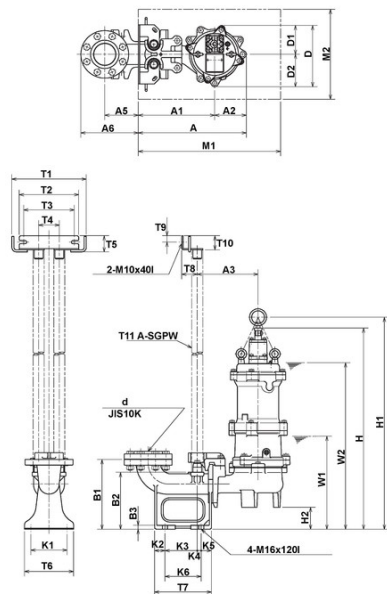 D1
D
M2
D2
A5
A1
A2
A6
A
M1
T1
T2
T3
T4
T5
T9
T10
2-M10x40l
T8
A3
T11 A-SGPW
d
JIS10K
H1
H
W2
W1
H2
B1
B2
B3
K1
T6
K2
K3
K5
K4
K6
T7
4-M16x120l